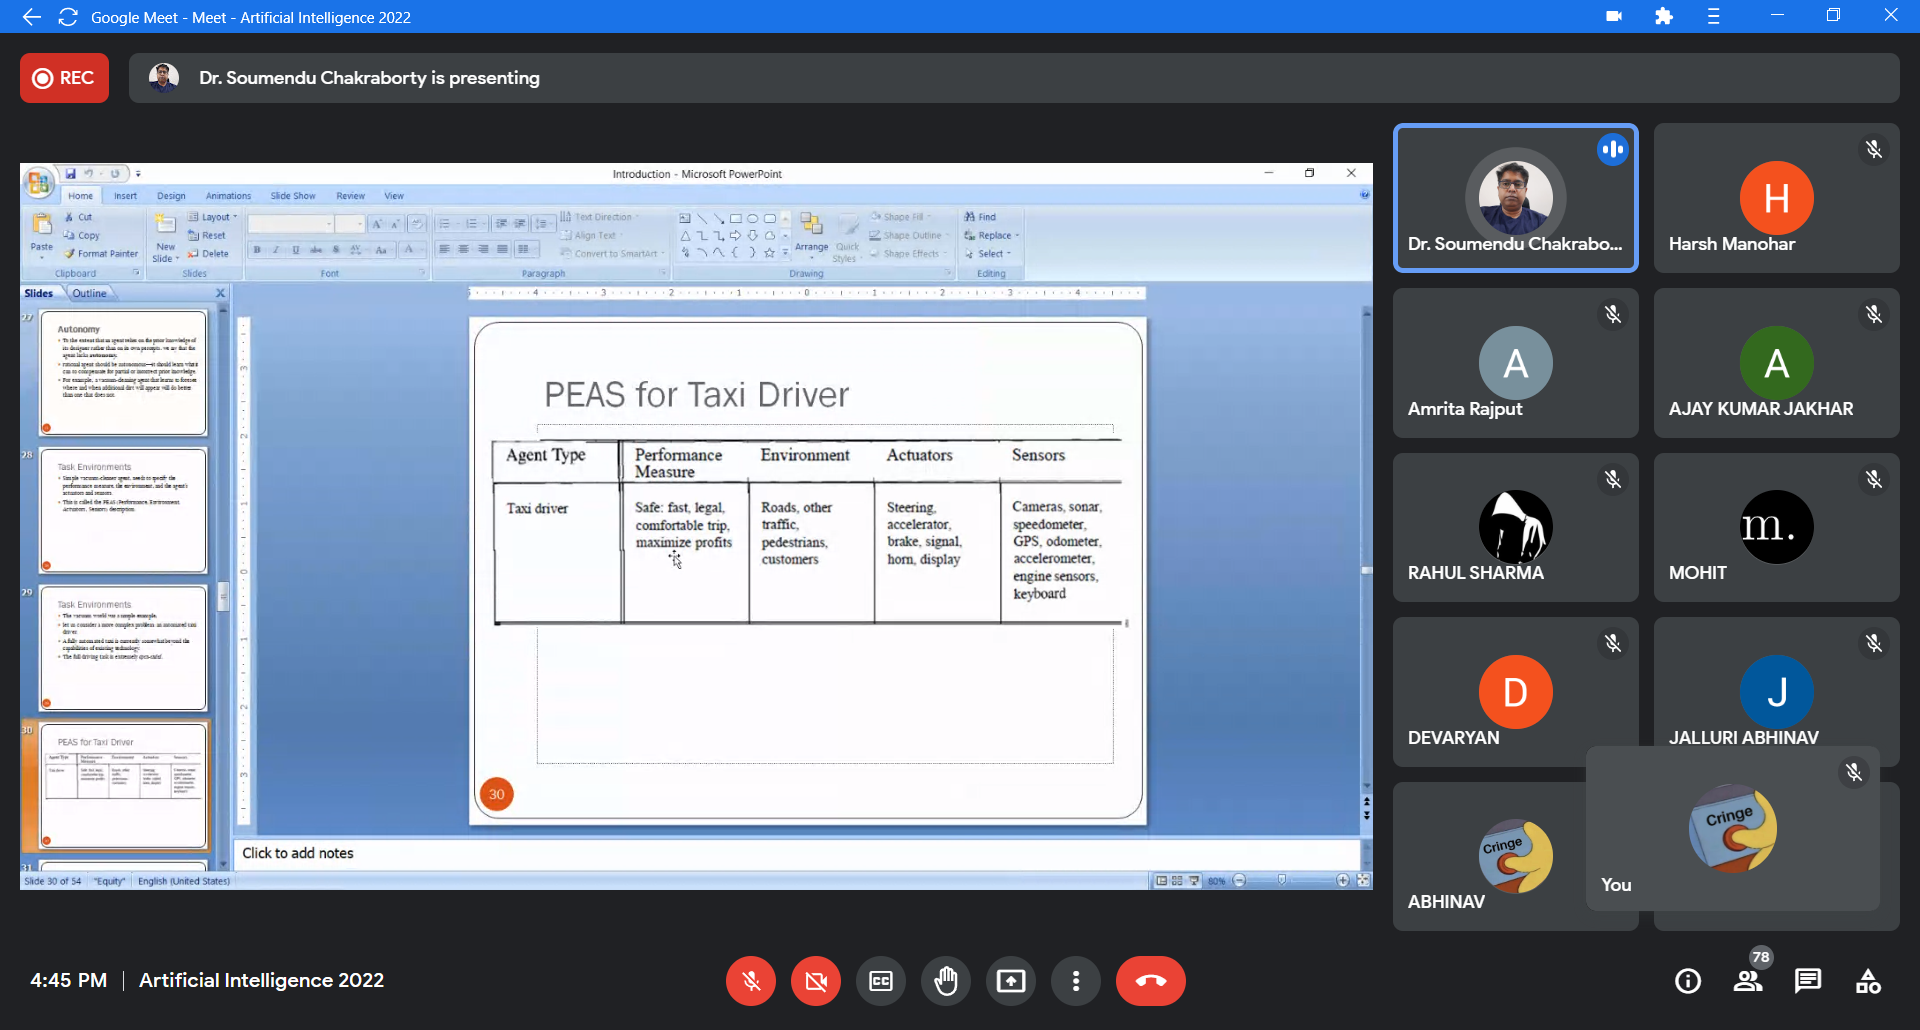 Google Meet - Meet - Artificial Intelligence 2022
REC
Dr. Soumendu Chakraborty is presenting
Introduction - Microsoft PowerPoint
Home Insert Design Animations Slide Show Review View
Paste
Cut
Copy
Format Painter
Clipboard
New
Slide
Layout
Reset
Delete
Slides
Font
Text Direction
Align Text
Convert to SmartArt
Paragraph
Arrange
Quick
Styles
Shape Fill
Shape Outline
Shape Effects
Drawing
Find
Replace
Select
Editing
Slides Outline
27
Autonomy
28
Task Environments
29
Task Environments
30
PEAS for Taxi Driver
31
PEAS for Taxi Driver
Agent Type
Performance
Measure
Environment
Actuators
Sensors
Taxi driver
Safe: fast, legal,
comfortable trip,
maximize profits
Roads, other
traffic,
pedestrians,
customers
Steering,
accelerator,
brake, signal,
horn, display
Cameras, sonar,
speedometer,
GPS, odometer,
accelerometer,
engine sensors,
keyboard
30
Click to add notes
Slide 30 of 54 "Equity" English (United States)
80%
Dr. Soumendu Chakrabo...
H
Harsh Manohar
A
Amrita Rajput
A
AJAY KUMAR JAKHAR
RAHUL SHARMA
m.
MOHIT
D
DEVARYAN
J
JALLURI ABHINAV
Cringe
ABHINAV
Cringe
You
4:45 PM | Artificial Intelligence 2022
CC
78